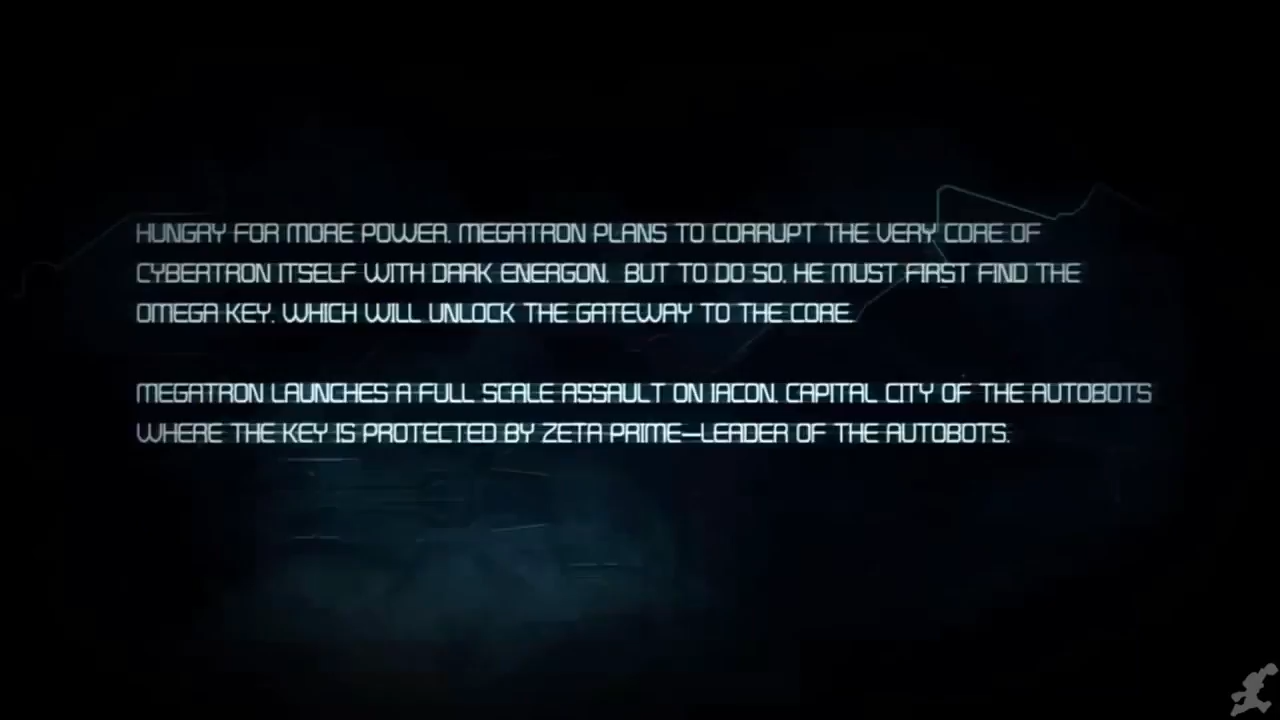 HUNGRY FOR MORE POWER, MEGATRON PLANS TO CORRUPT THE VERY CORE OF
CYBERTRON ITSELF WITH DARK ENERGON.  BUT TO DO SO, HE MUST FIRST FIND THE
OMEGA KEY, WHICH WILL UNLOCK THE GATEWAY TO THE CORE.
MEGATRON LAUNCHES A FULL SCALE ASSAULT ON IACON, CAPITAL CITY OF THE AUTOBOTS
WHERE THE KEY IS PROTECTED BY ZETA PRIME—LEADER OF THE AUTOBOTS.